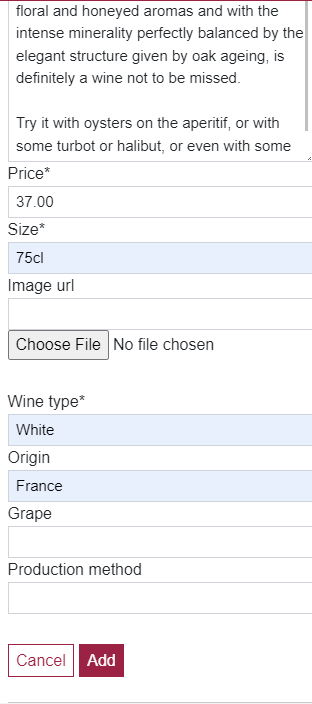 floral and honeyed aromas and with the
intense minerality perfectly balanced by the
elegant structure given by oak ageing, is
definitely a wine not to be missed.
Try it with oysters on the aperitif, or with
some turbot or halibut, or even with some
Price*
37.00
Size*
75cl
Image url
Choose File No file chosen
Wine type*
White
Origin
France
Grape
Production method
Cancel Add